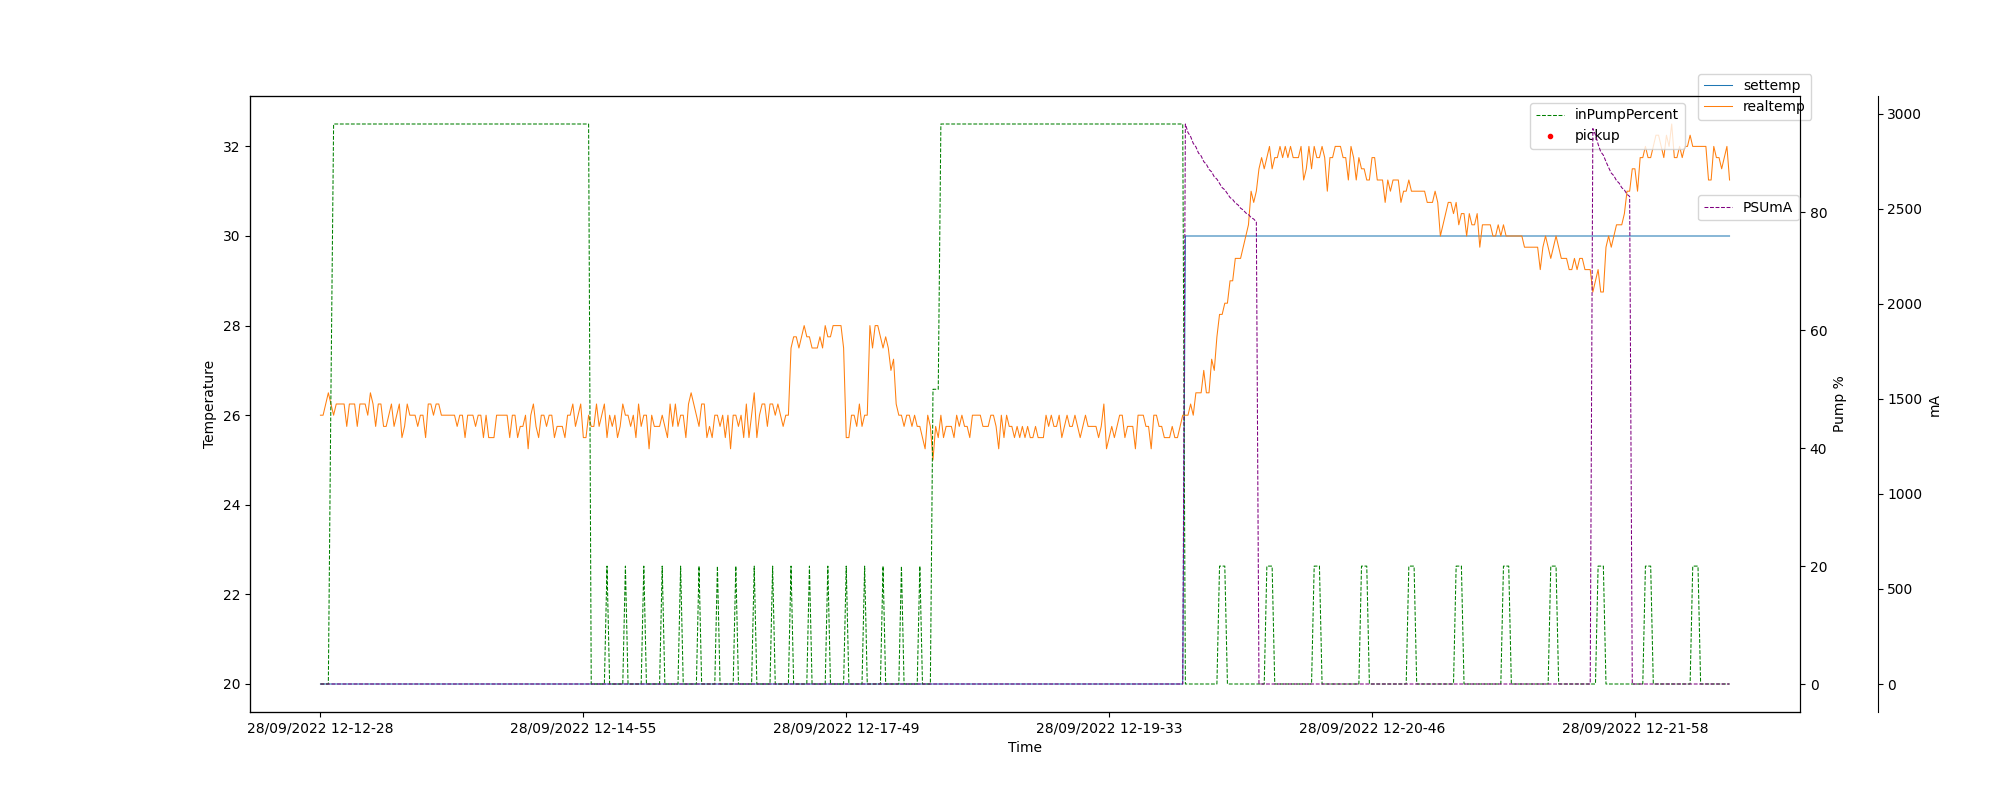 settemp
realtemp
inPumpPercent
pickup
PSUmA
Temperature
32
30
28
26
24
22
20
80
60
40
20
0
Pump %
3000
2500
2000
1500
1000
500
0
mA
28/09/2022 12-12-28
28/09/2022 12-14-55
28/09/2022 12-17-49
28/09/2022 12-19-33
28/09/2022 12-20-46
28/09/2022 12-21-58
Time